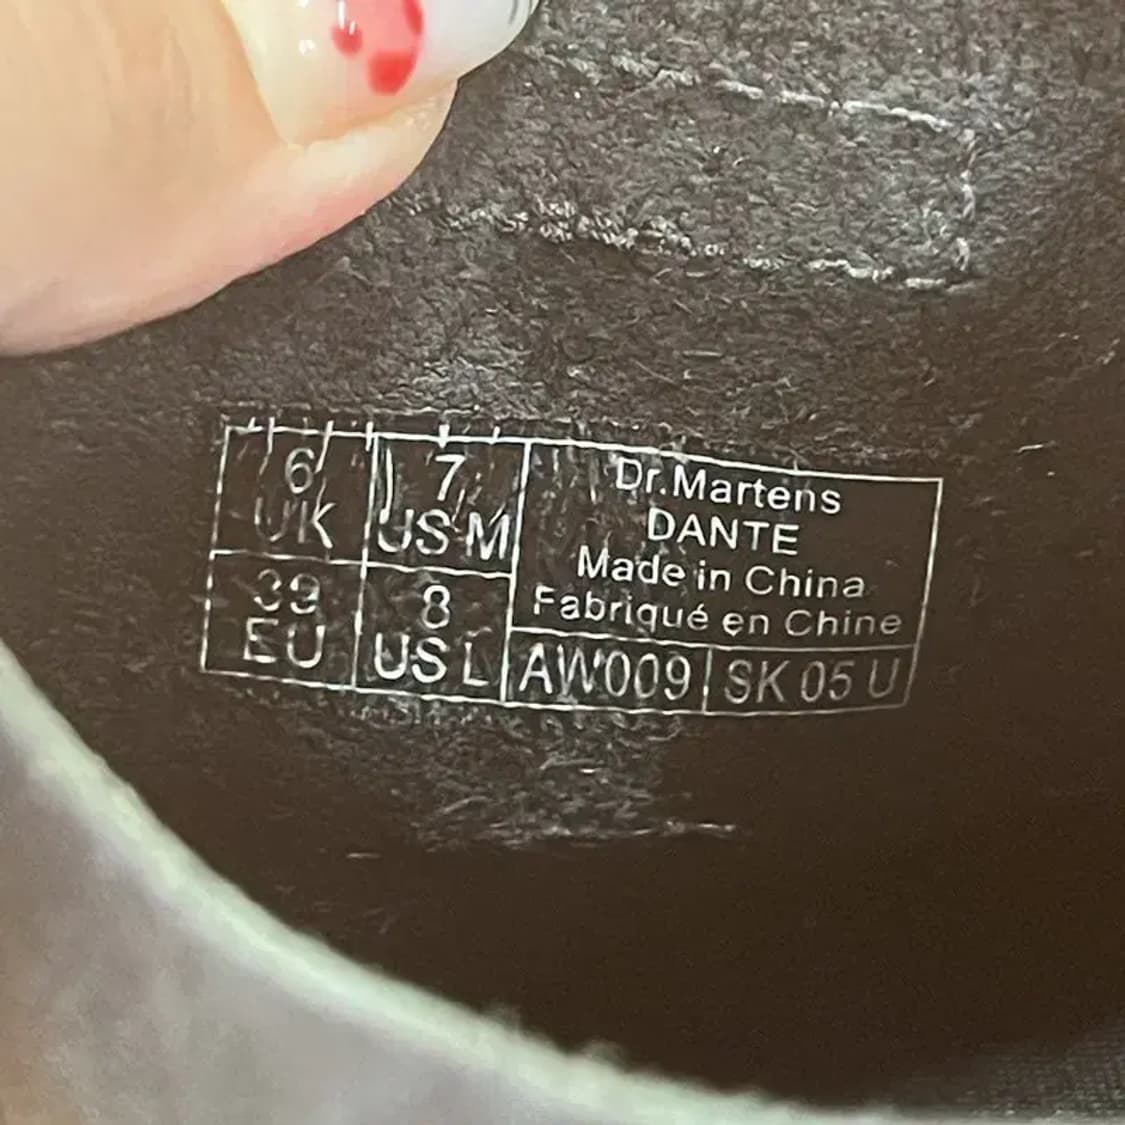 6
UK
7
US M
39
EU
8
US L
Dr.Martens
DANTE
Made in China
Fabriqué en Chine
AW009
SK 05 U